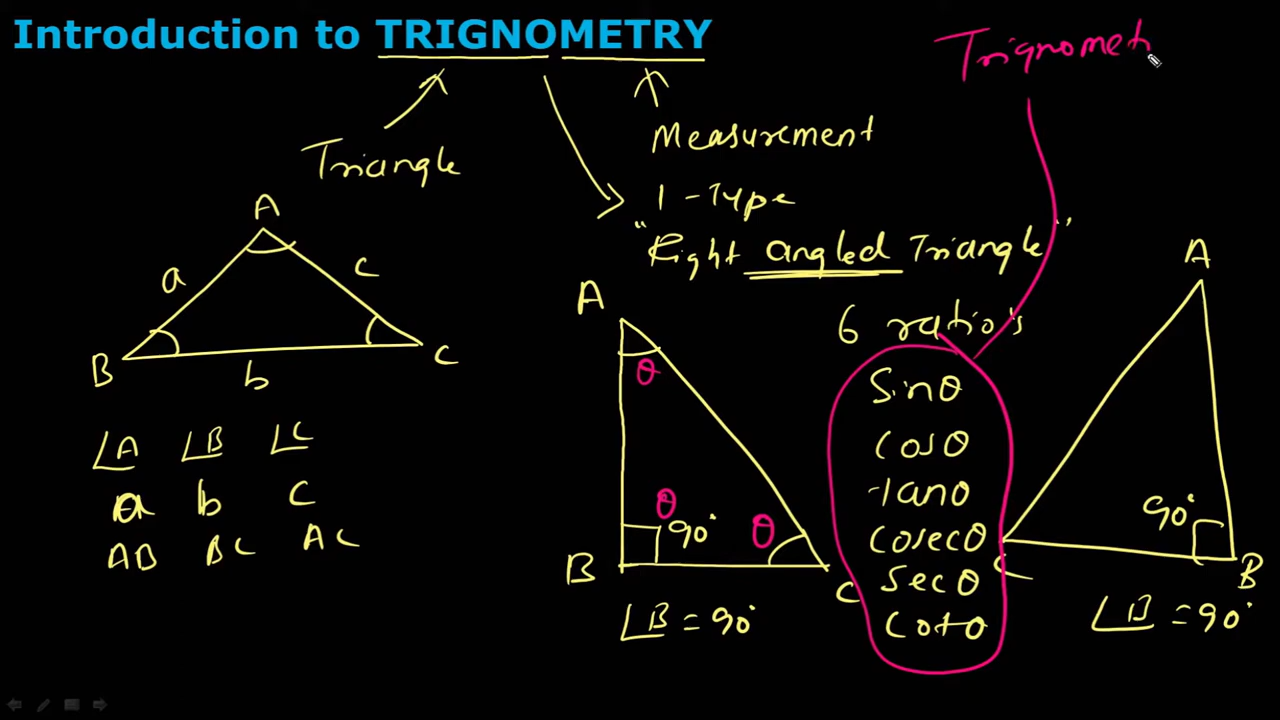 Introduction to TRIGNOMETRY
Trignomet
Triangle
Measurement
1 - Type
"Right angled Triangle"
A
a
c
B
b
C
∠A ∠B ∠C
a b c
AB BC AC
A
θ
θ
90°
θ
B
C
∠B = 90°
6 ratio's
Sinθ
Cosθ
Tanθ
Cosecθ
Secθ
Cotθ
A
90°
C
B
∠B = 90°